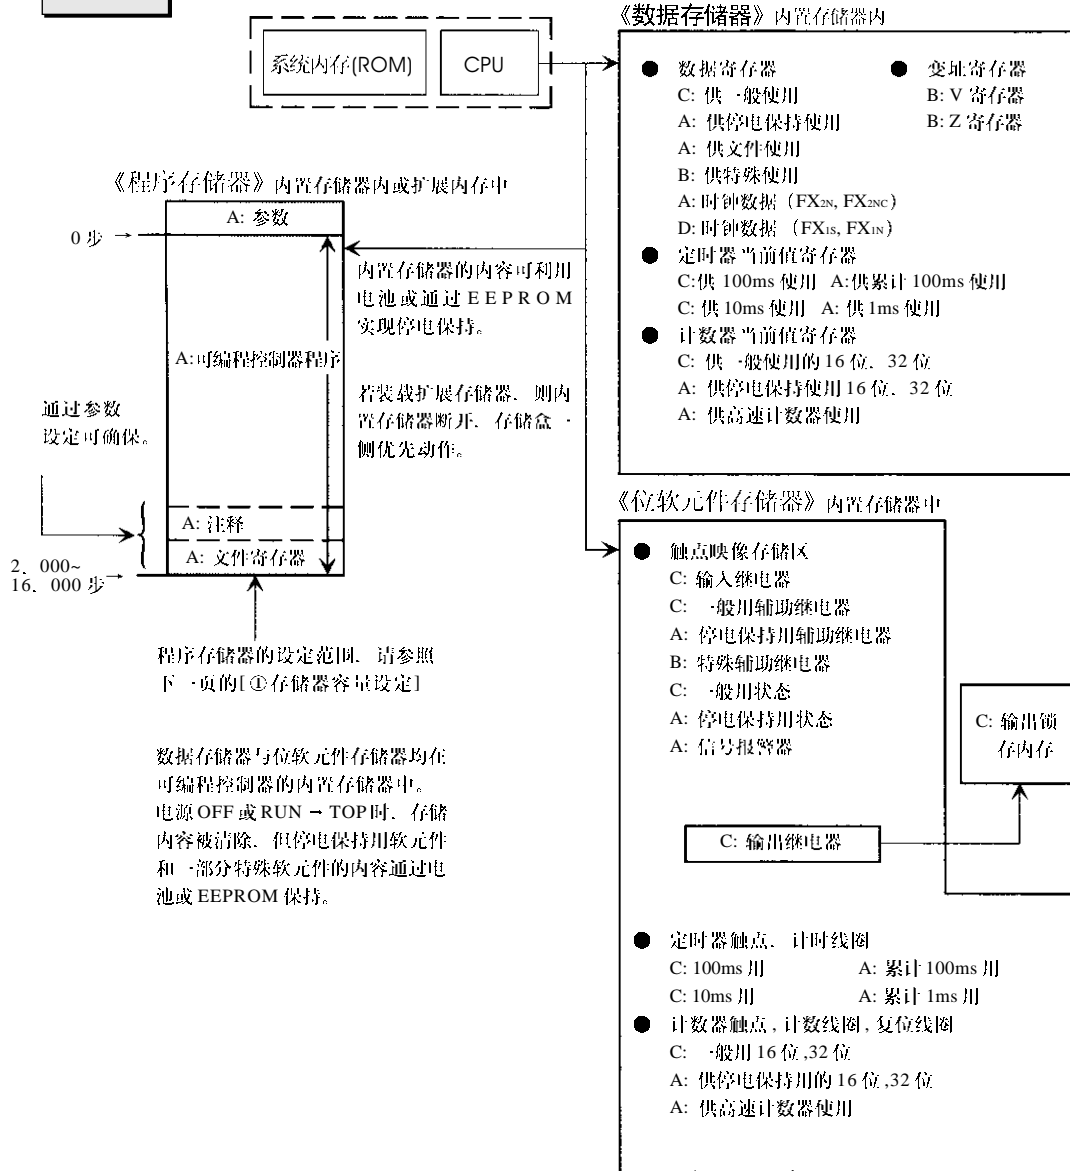 系统内存(ROM)
CPU
《程序存储器》内置存储器内或扩展内存中
A: 参数
0 步
A:可编程控制器程序
A: 注释
A: 文件寄存器
通过参数
设定可确保。
2、000~
16、000 步
内置存储器的内容可利用
电池或通过 EEPROM
实现停电保持。
若装载扩展存储器、则内
置存储器断开、存储盒一
侧优先动作。
程序存储器的设定范围、请参照
下一页的[①存储器容量设定]
数据存储器与位软元件存储器均在
可编程控制器的内置存储器中。
电源 OFF 或 RUN → TOP 时、存储
内容被清除、但停电保持用软元件
和一部分特殊软元件的内容通过电
池或 EEPROM 保持。
《数据存储器》内置存储器内
● 数据寄存器
C: 供一般使用
A: 供停电保持使用
A: 供文件使用
B: 供特殊使用
A: 时钟数据（FX2N, FX2NC）
D: 时钟数据（FX1S, FX1N）
● 变址寄存器
B: V 寄存器
B: Z 寄存器
● 定时器当前值寄存器
C:供 100ms 使用 A:供累计 100ms 使用
C: 供 10ms 使用 A: 供 1ms 使用
● 计数器当前值寄存器
C: 供一般使用的 16 位、32 位
A: 供停电保持使用 16 位、32 位
A: 供高速计数器使用
《位软元件存储器》内置存储器中
● 触点映像存储区
C: 输入继电器
C: 一般用辅助继电器
A: 停电保持用辅助继电器
B: 特殊辅助继电器
C: 一般用状态
A: 停电保持用状态
A: 信号报警器
C: 输出锁
存内存
C: 输出继电器
● 定时器触点、计时线圈
C: 100ms 用 A: 累计 100ms 用
C: 10ms 用 A: 累计 1ms 用
● 计数器触点 , 计数线圈 , 复位线圈
C: 一般用 16 位 ,32 位
A: 供停电保持用的 16 位 ,32 位
A: 供高速计数器使用